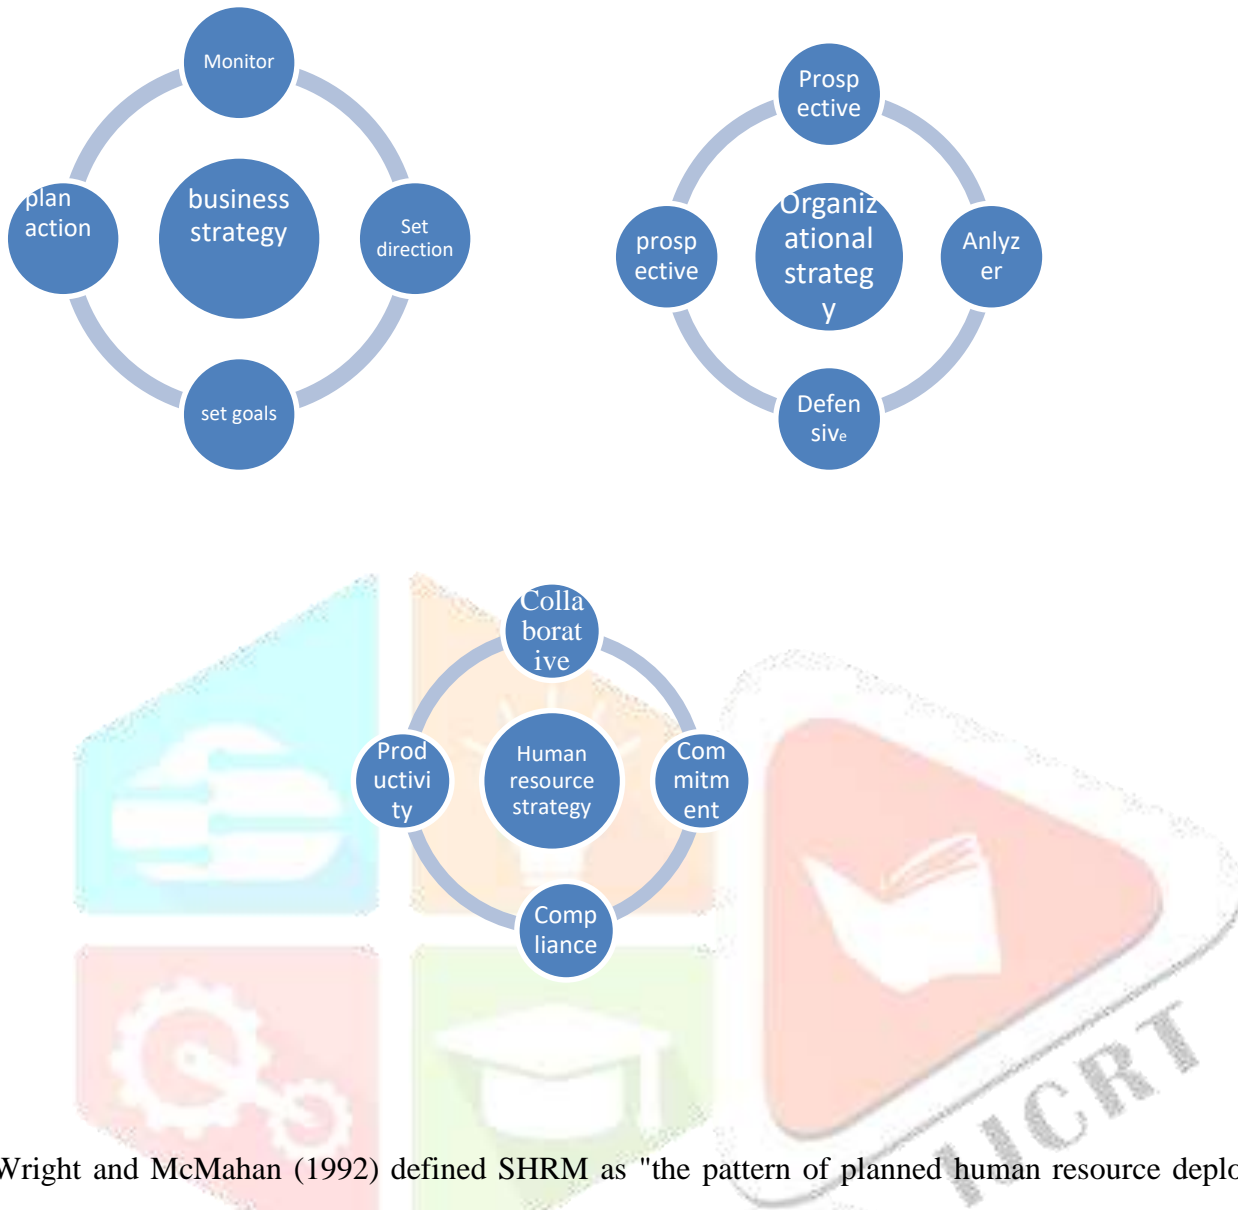 Monitor
business
strategy
Set
direction
set goals
plan
action
Prosp
ective
Organiz
ational
strateg
y
Anlyz
er
Defen
sive
prosp
ective
Colla
borat
ive
Human
resource
strategy
Com
mitm
ent
Comp
liance
Prod
uctivi
ty
IJCRT
Wright and McMahan (1992) defined SHRM as "the pattern of planned human resource deplo